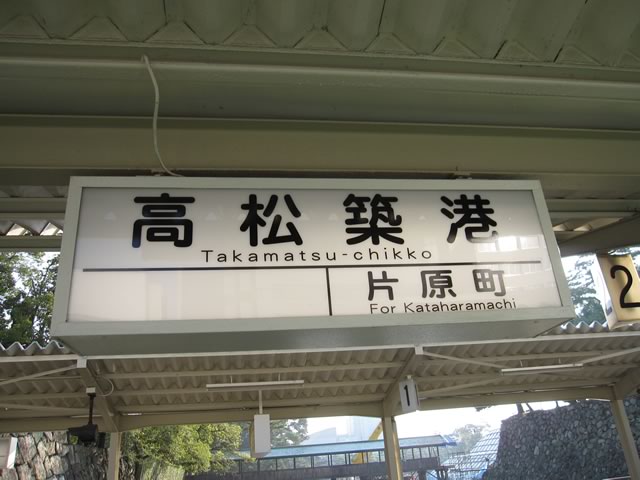 高松築港
Takamatsu-chikko
片原町
For Kataharamachi
2
1